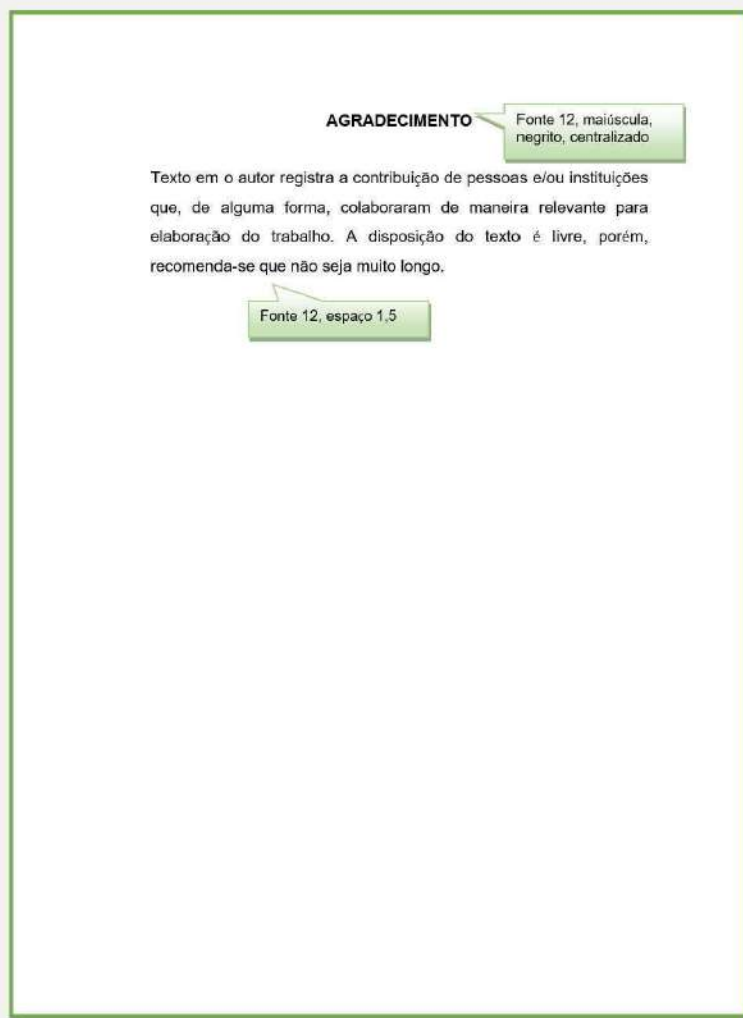 AGRADECIMENTO
Fonte 12, maiúscula,
negrito, centralizado
Texto em o autor registra a contribuição de pessoas e/ou instituições
que, de alguma forma, colaboraram de maneira relevante para
elaboração do trabalho. A disposição do texto é livre, porém,
recomenda-se que não seja muito longo.
Fonte 12, espaço 1,5